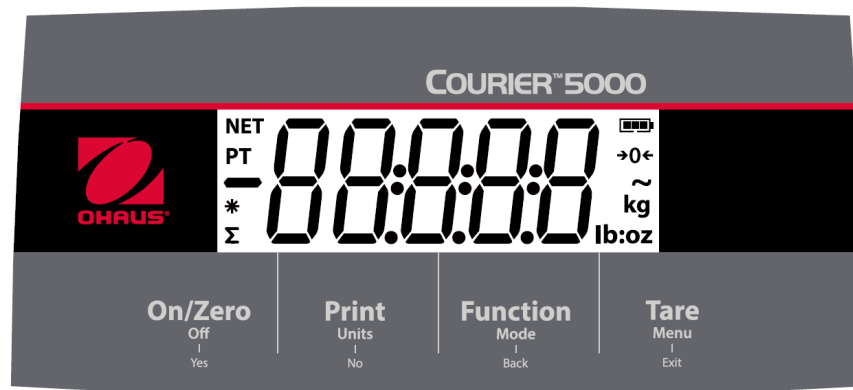 COURIER™5000
NET
PT
*
Σ
88:8:8:8
→0←
~
kg
lb:oz
OHAUS®
On/Zero Print Function Tare
Off Units Mode Menu
Yes No Back Exit